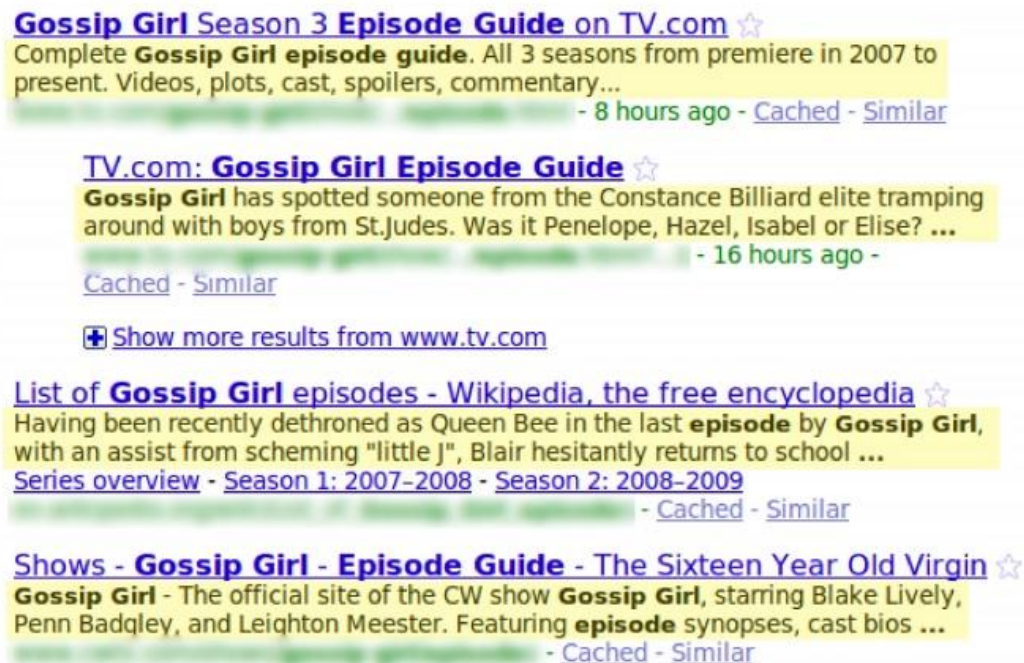 Gossip Girl Season 3 Episode Guide on TV.com
Complete Gossip Girl episode guide. All 3 seasons from premiere in 2007 to
present. Videos, plots, cast, spoilers, commentary...
- 8 hours ago - Cached - Similar
TV.com: Gossip Girl Episode Guide
Gossip Girl has spotted someone from the Constance Billiard elite tramping
around with boys from St.Judes. Was it Penelope, Hazel, Isabel or Elise? ...
- 16 hours ago -
Cached - Similar
Show more results from www.tv.com
List of Gossip Girl episodes - Wikipedia, the free encyclopedia
Having been recently dethroned as Queen Bee in the last episode by Gossip Girl,
with an assist from scheming "little J", Blair hesitantly returns to school ...
Series overview - Season 1: 2007–2008 - Season 2: 2008–2009
- Cached - Similar
Shows - Gossip Girl - Episode Guide - The Sixteen Year Old Virgin
Gossip Girl - The official site of the CW show Gossip Girl, starring Blake Lively,
Penn Badgley, and Leighton Meester. Featuring episode synopses, cast bios ...
- Cached - Similar